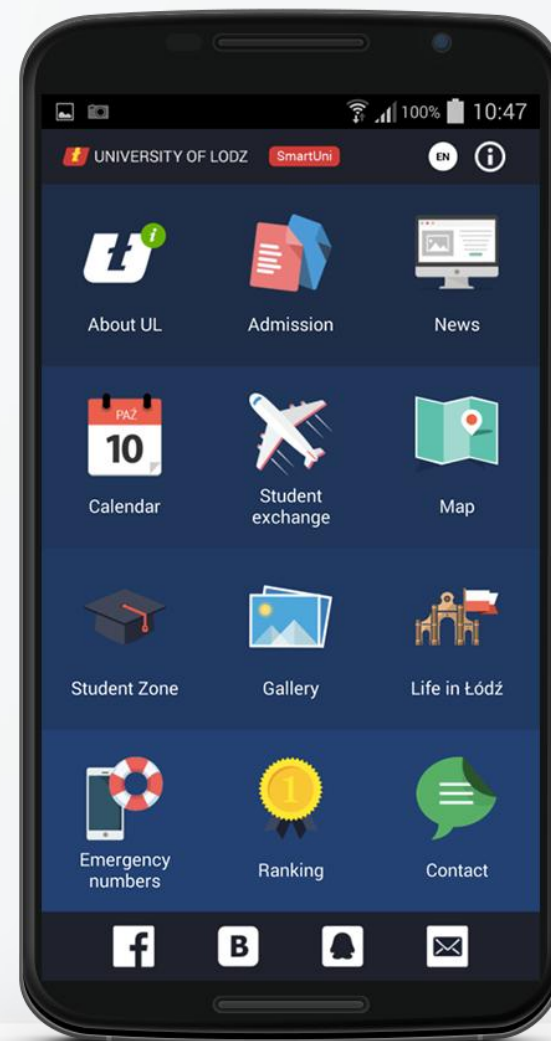 100% 10:47
t UNIVERSITY OF LODZ SmartUni EN i
t i
About UL Admission News
PAŹ
10
Calendar Student exchange Map
Student Zone Gallery Life in Łódź
1
Emergency numbers Ranking Contact
f B